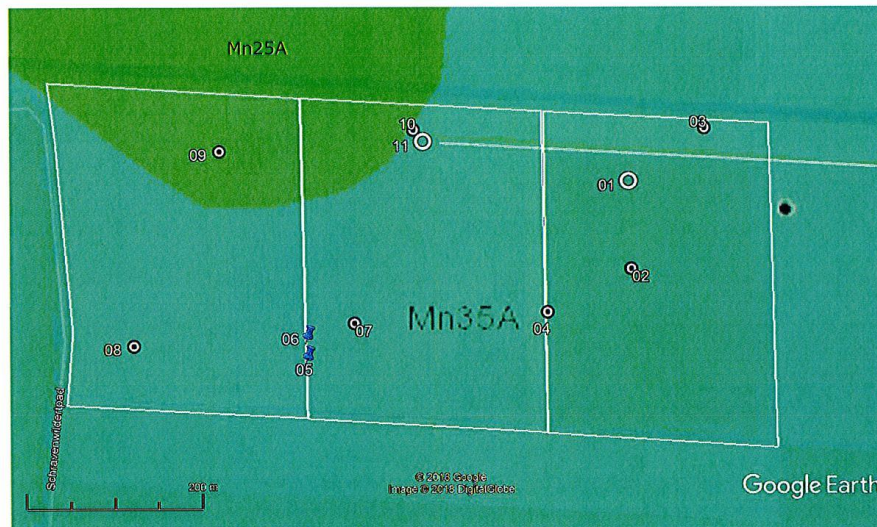 Mn25A
10
03
11
09
01
02
Mn35A
04
06
07
08
05
Schravenwildertpad
200 m
© 2018 Google
Image © 2018 DigitalGlobe
Google Earth